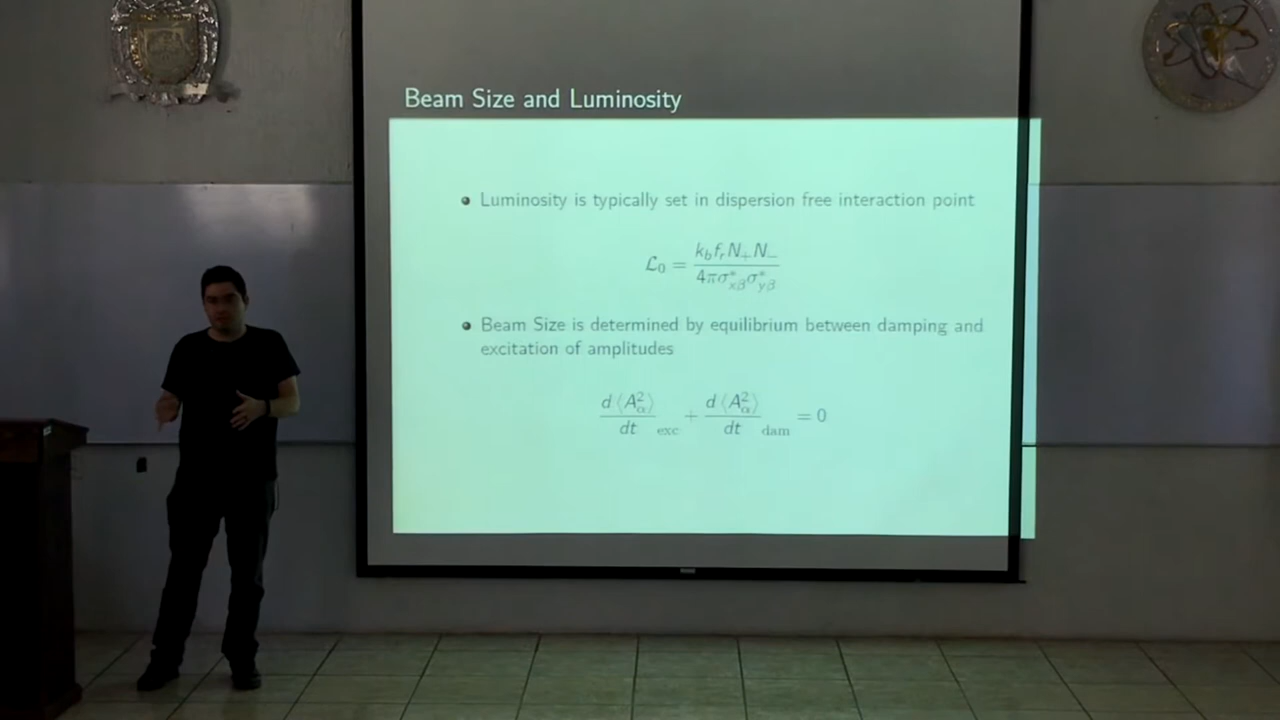 Beam Size and Luminosity
• Luminosity is typically set in dispersion free interaction point
𝓛₀ = k_b f_r N₊ N₋ / 4πσ*_{xβ}σ*_{yβ}
• Beam Size is determined by equilibrium between damping and
excitation of amplitudes
d⟨A²_α⟩/dt _exc + d⟨A²_α⟩/dt _dam = 0